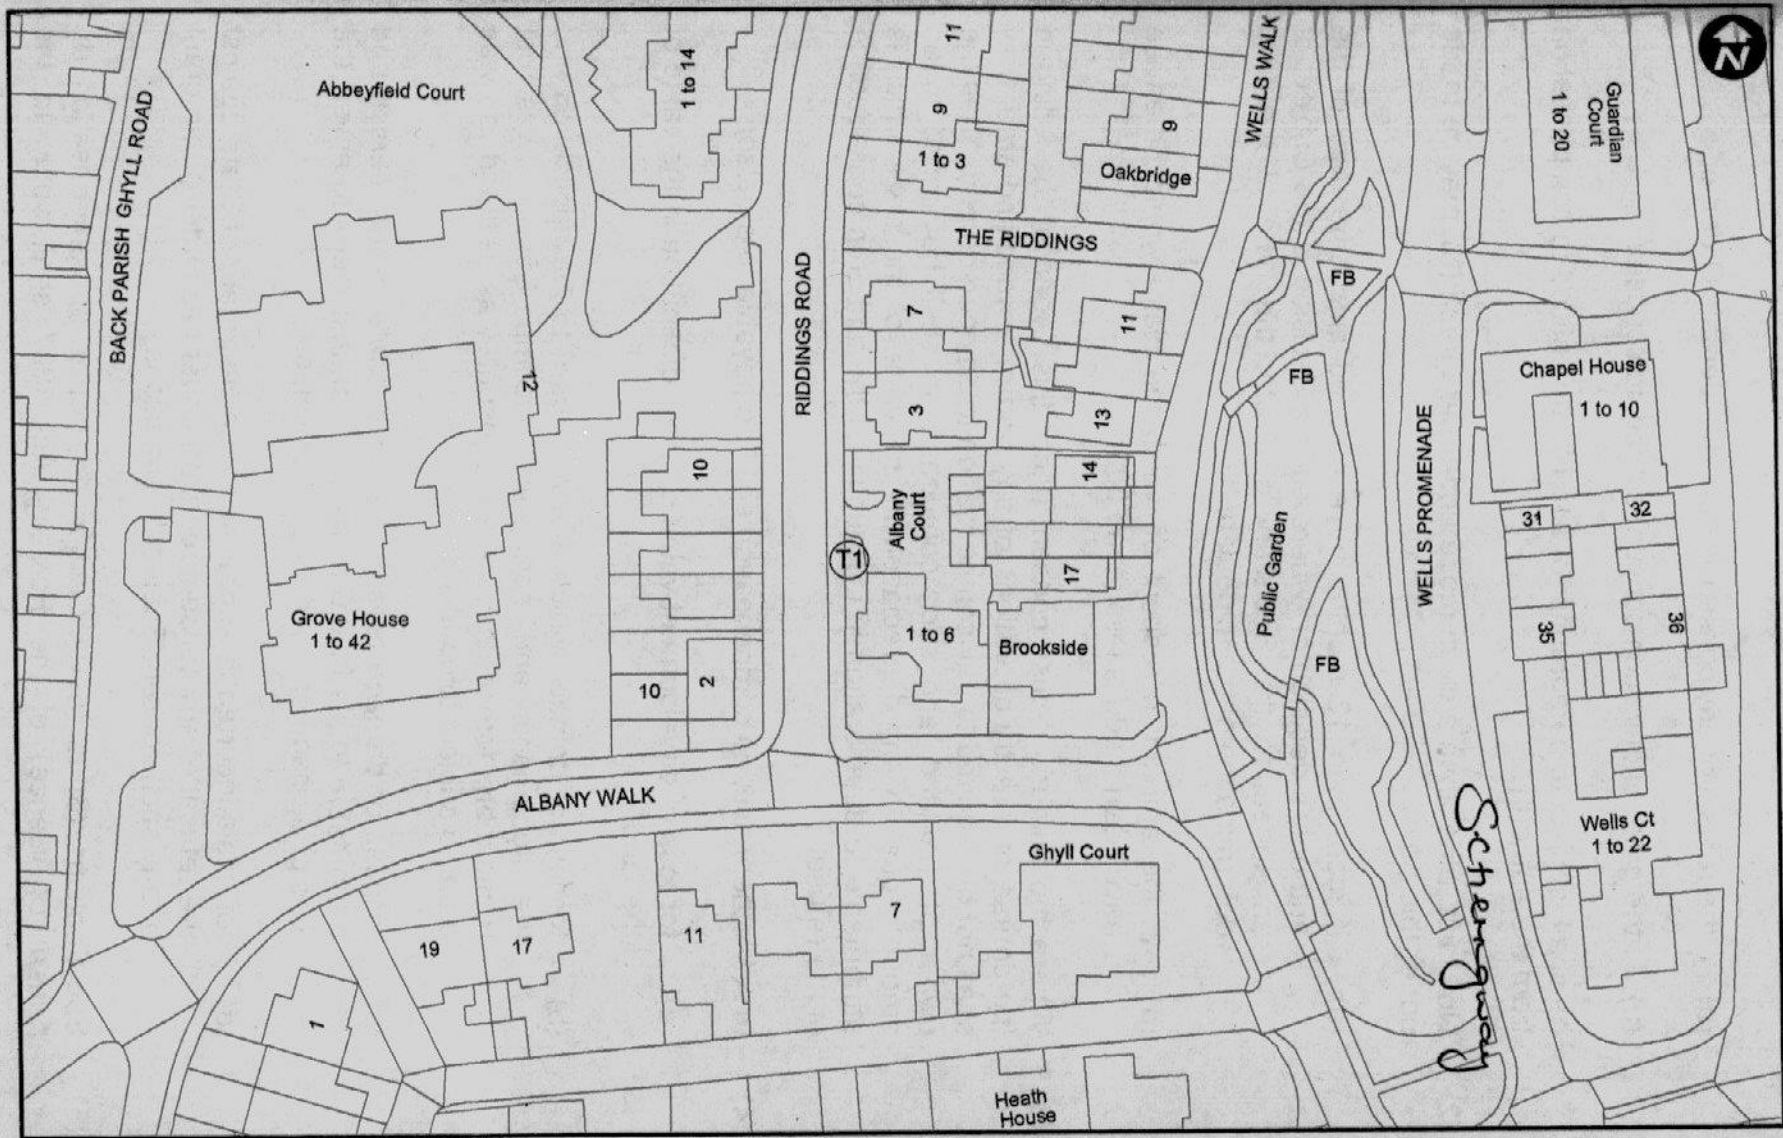 N
Abbeyfield Court
1 to 14
11
9
1 to 3
9
Oakbridge
WELLS WALK
Guardian
Court
1 to 20
BACK PARISH GHYLL ROAD
THE RIDDINGS
RIDDINGS ROAD
FB
7
11
12
3
13
FB
Chapel House
1 to 10
WELLS PROMENADE
10
14
Albany
Court
T1
17
Public Garden
31
32
Grove House
1 to 42
1 to 6
Brookside
35
36
FB
10
2
ALBANY WALK
Wells Ct
1 to 22
Ghyll Court
7
11
19
17
1
Heath
House